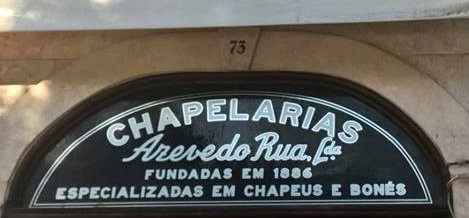 73
CHAPELARIAS
Azevedo Rua, Lda
FUNDADAS EM 1886
ESPECIALIZADAS EM CHAPEUS E BONÉS